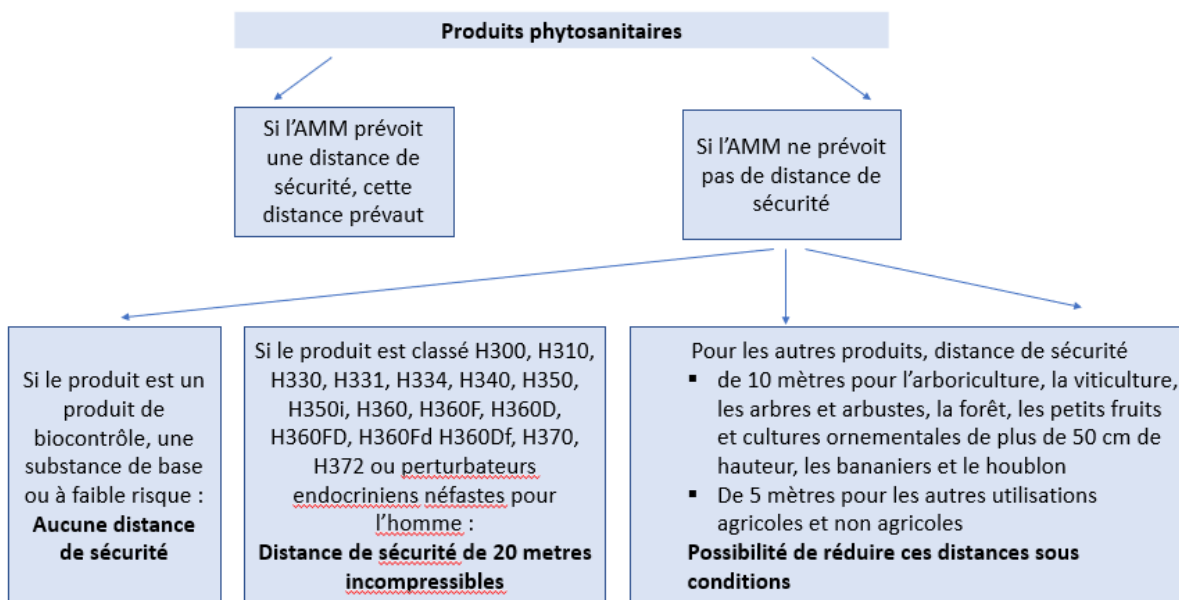 Produits phytosanitaires
Si l’AMM prévoit
une distance de
sécurité, cette
distance prévaut
Si l’AMM ne prévoit
pas de distance de
sécurité
Si le produit est un
produit de
biocontrôle, une
substance de base
ou à faible risque :
Aucune distance
de sécurité
Si le produit est classé H300, H310,
H330, H331, H334, H340, H350,
H350i, H360, H360F, H360D,
H360FD, H360Fd H360Df, H370,
H372 ou perturbateurs
endocriniens néfastes pour
l’homme :
Distance de sécurité de 20 metres
incompressibles
Pour les autres produits, distance de sécurité
▪ de 10 mètres pour l’arboriculture, la viticulture,
les arbres et arbustes, la forêt, les petits fruits
et cultures ornementales de plus de 50 cm de
hauteur, les bananiers et le houblon
▪ De 5 mètres pour les autres utilisations
agricoles et non agricoles
Possibilité de réduire ces distances sous
conditions